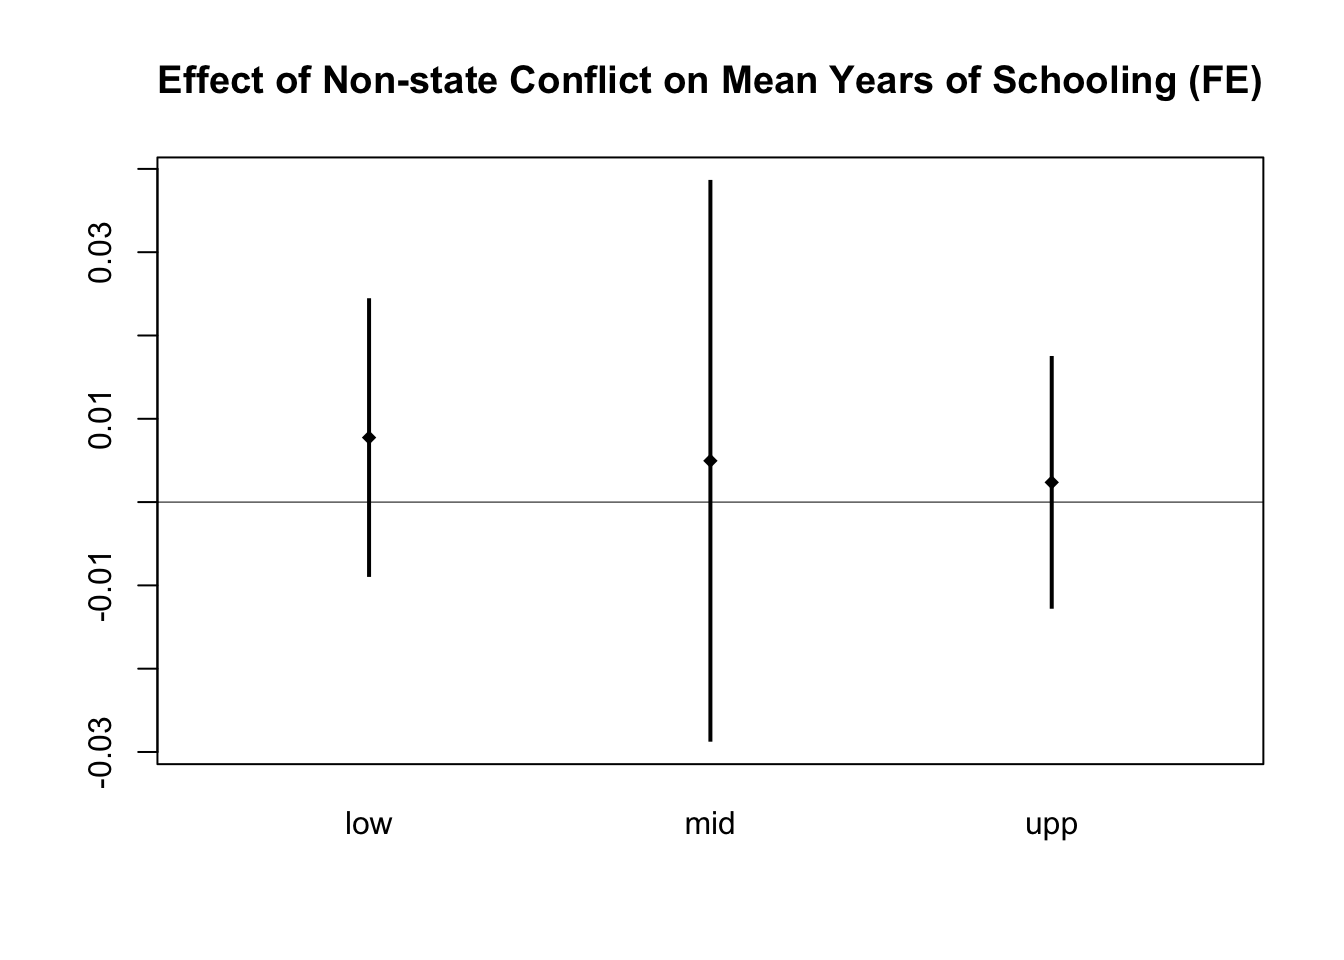 Effect of Non-state Conflict on Mean Years of Schooling (FE)
0.03
0.01
-0.01
-0.03
low mid upp